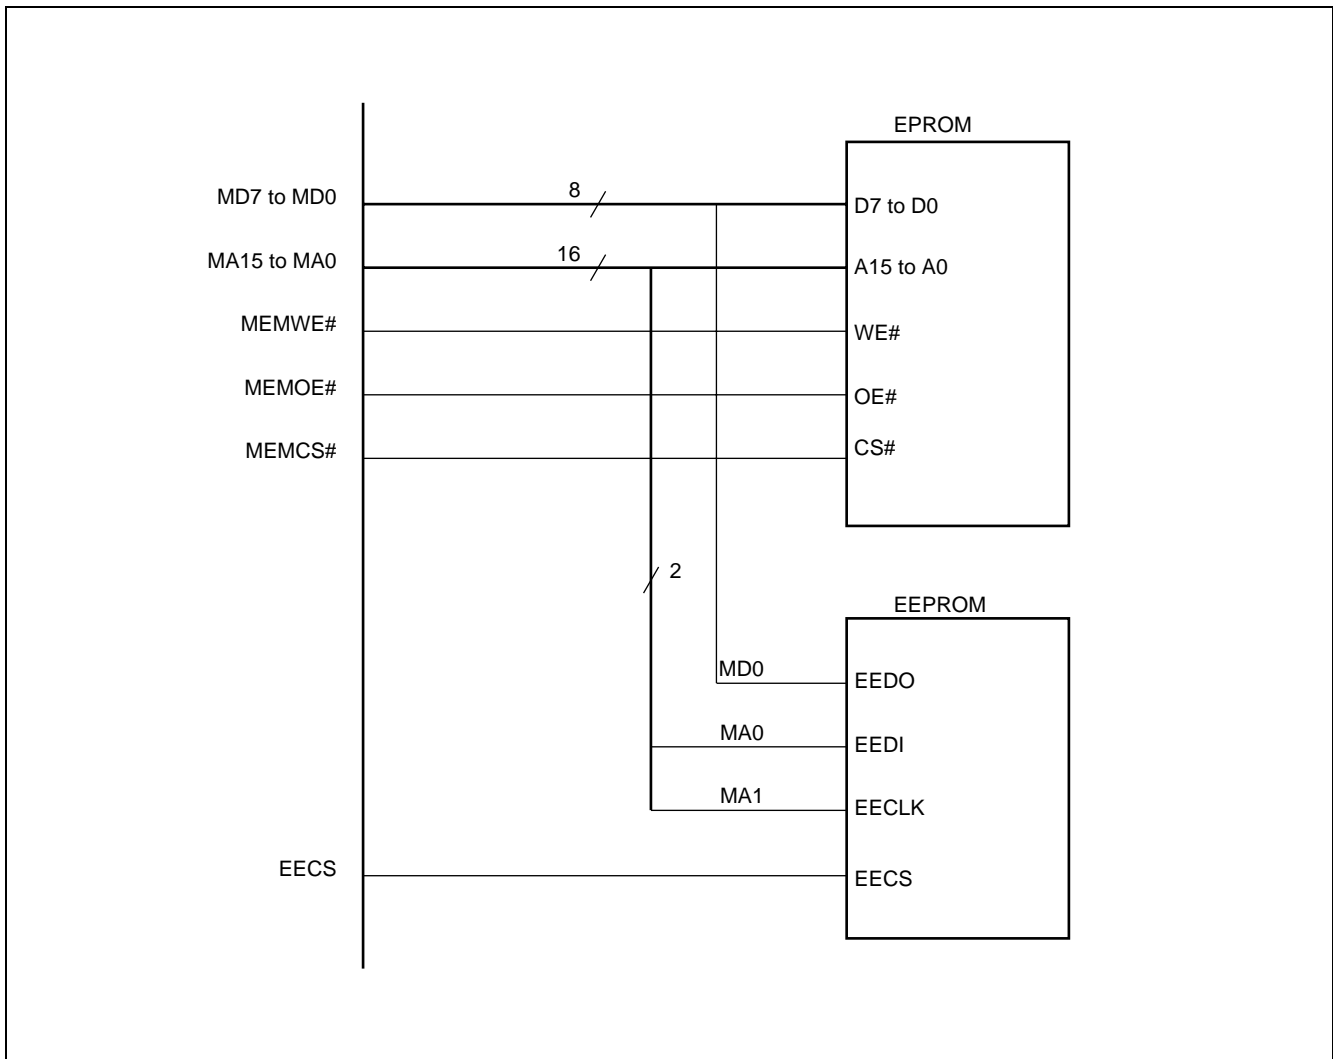 EPROM
MD7 to MD0
8
D7 to D0
MA15 to MA0
16
A15 to A0
MEMWE#
WE#
MEMOE#
OE#
MEMCS#
CS#
2
EEPROM
MD0
EEDO
MA0
EEDI
MA1
EECLK
EECS
EECS